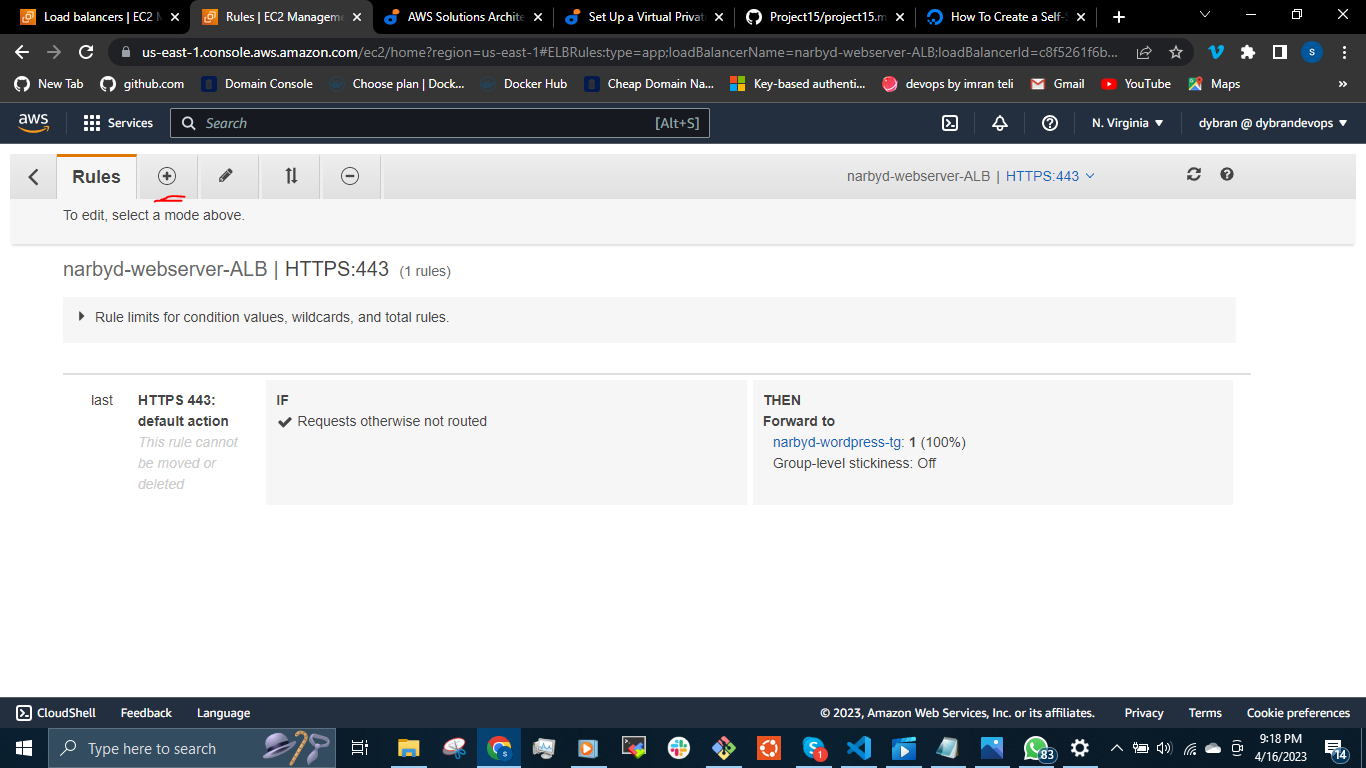 Load balancers | EC2 M
Rules | EC2 Manageme
AWS Solutions Archite
Set Up a Virtual Privat
Project15/project15.m
How To Create a Self-S
us-east-1.console.aws.amazon.com/ec2/home?region=us-east-1#ELBRules:type=app;loadBalancerName=narbyd-webserver-ALB;loadBalancerId=c8f5261f6b...
S
New Tab
github.com
Domain Console
Choose plan | Dock...
Docker Hub
Cheap Domain Na...
Key-based authenti...
devops by imran teli
Gmail
YouTube
Maps
»
aws
Services
Search
[Alt+S]
N. Virginia
dybran @ dybrandevops
Rules
narbyd-webserver-ALB | HTTPS:443
To edit, select a mode above.
narbyd-webserver-ALB | HTTPS:443 (1 rules)
Rule limits for condition values, wildcards, and total rules.
last
HTTPS 443:
default action
This rule cannot
be moved or
deleted
IF
Requests otherwise not routed
THEN
Forward to
narbyd-wordpress-tg: 1 (100%)
Group-level stickiness: Off
CloudShell
Feedback
Language
© 2023, Amazon Web Services, Inc. or its affiliates.
Privacy
Terms
Cookie preferences
Type here to search
1
83
9:18 PM
4/16/2023
14